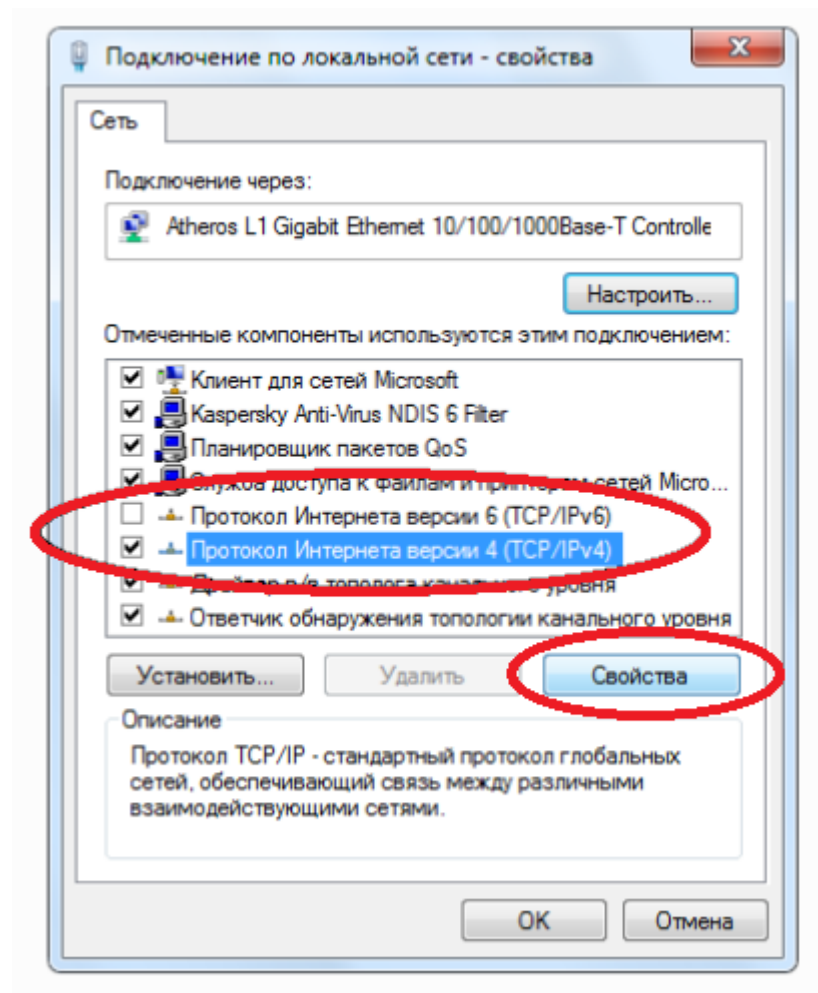 Подключение по локальной сети - свойства
Сеть
Подключение через:
Atheros L1 Gigabit Ethernet 10/100/1000Base-T Controlle
Настроить...
Отмеченные компоненты используются этим подключением:
Клиент для сетей Microsoft
Kaspersky Anti-Virus NDIS 6 Filter
Планировщик пакетов QoS
Служба доступа к файлам и принтерам сетей Micro...
Протокол Интернета версии 6 (TCP/IPv6)
Протокол Интернета версии 4 (TCP/IPv4)
Драйвер в/в тополога канального уровня
Ответчик обнаружения топологии канального уровня
Установить...
Удалить
Свойства
Описание
Протокол TCP/IP - стандартный протокол глобальных
сетей, обеспечивающий связь между различными
взаимодействующими сетями.
OK
Отмена